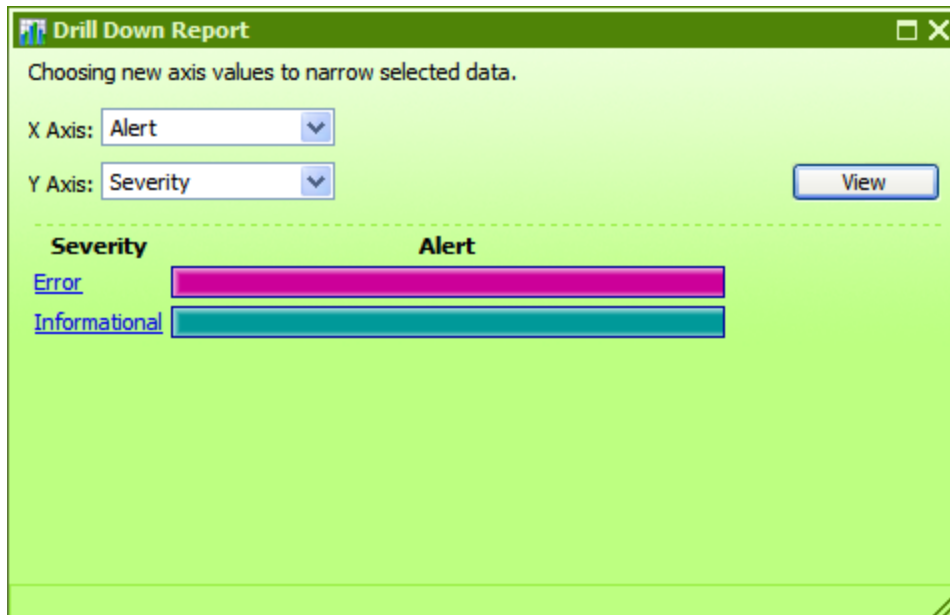 Drill Down Report
Choosing new axis values to narrow selected data.
X Axis: Alert
Y Axis: Severity
View
Severity Alert
Error
Informational